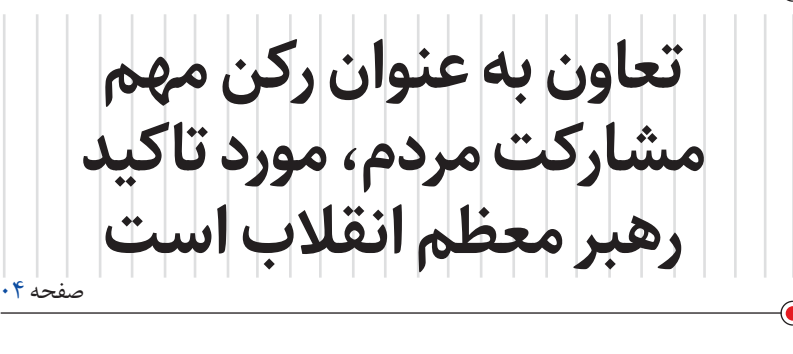 تعاون به عنوان رکن مهم
مشارکت مردم، مورد تاکید
رهبر معظم انقلاب است
صفحه ۰۴